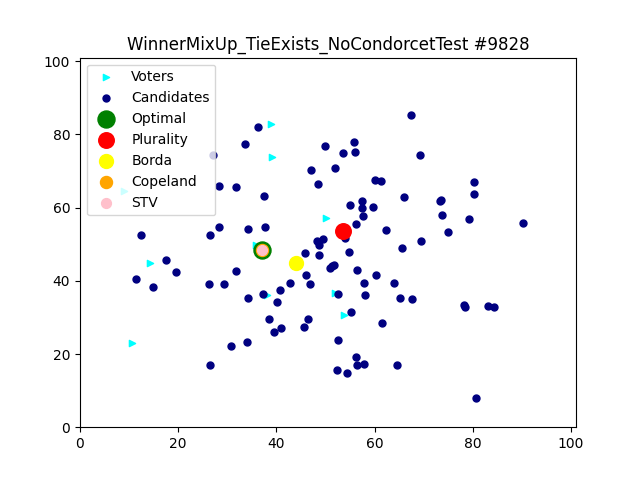 WinnerMixUp_TieExists_NoCondorcetTest #9828
100
80
60
40
20
0
Voters
Candidates
Optimal
Plurality
Borda
Copeland
STV
0 20 40 60 80 100